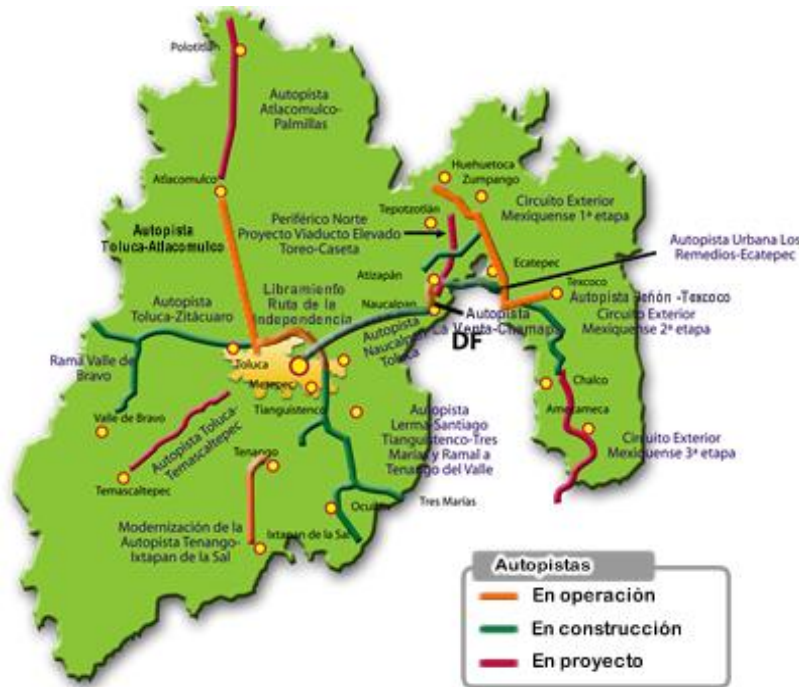 Polotitlán
Autopista
Atlacomulco-
Palmillas
Atlacomulco
Huehuetoca
Zumpango
Tepotzotlán
Circuito Exterior
Mexiquense 1ª etapa
Autopista
Toluca-Atlacomulco
Periférico Norte
Proyecto Viaducto Elevado
Toreo-Caseta
Autopista Urbana Los
Remedios-Ecatepec
Ecatepec
Atizapán
Texcoco
Libramiento
Ruta de la
Independencia
Naucalpan
Autopista Peñón -Texcoco
Autopista
Toluca-Zitácuaro
Autopista
La Venta-Chamapa
Circuito Exterior
Mexiquense 2ª etapa
Autopista
Naucalpan
Toluca
DF
Rama Valle de
Bravo
Toluca
Metepec
Chalco
Tianguistenco
Amecameca
Valle de Bravo
Autopista Toluca-
Temascaltepec
Autopista
Lerma-Santiago
Tianguistenco-Tres
Marías y Ramal a
Tenango del Valle
Circuito Exterior
Mexiquense 3ª etapa
Tenango
Temascaltepec
Tres Marías
Modernización de la
Autopista Tenango-
Ixtapan de la Sal
Ixtapan de la Sal
Autopistas
En operación
En construcción
En proyecto